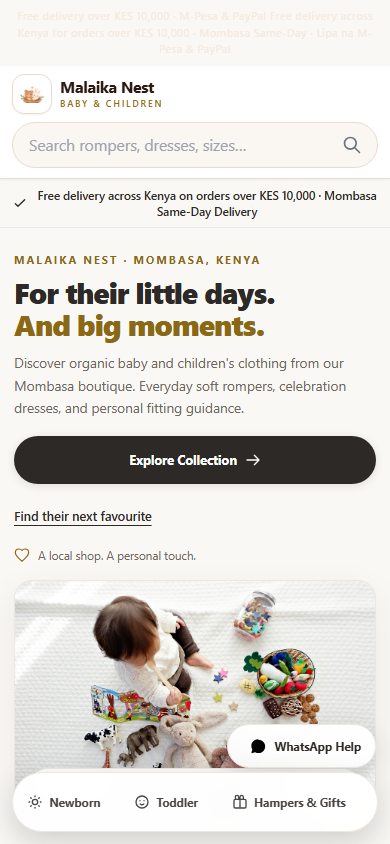 Free delivery over KES 10,000 · M-Pesa & PayPal Free delivery across
Kenya for orders over KES 10,000 · Mombasa Same-Day · Lipa na M-
Pesa & PayPal
Malaika Nest
BABY & CHILDREN
Search rompers, dresses, sizes...
Free delivery across Kenya on orders over KES 10,000 · Mombasa
Same-Day Delivery
MALAIKA NEST · MOMBASA, KENYA
For their little days.
And big moments.
Discover organic baby and children's clothing from our
Mombasa boutique. Everyday soft rompers, celebration
dresses, and personal fitting guidance.
Explore Collection →
Find their next favourite
A local shop. A personal touch.
WhatsApp Help
Newborn
Toddler
Hampers & Gifts